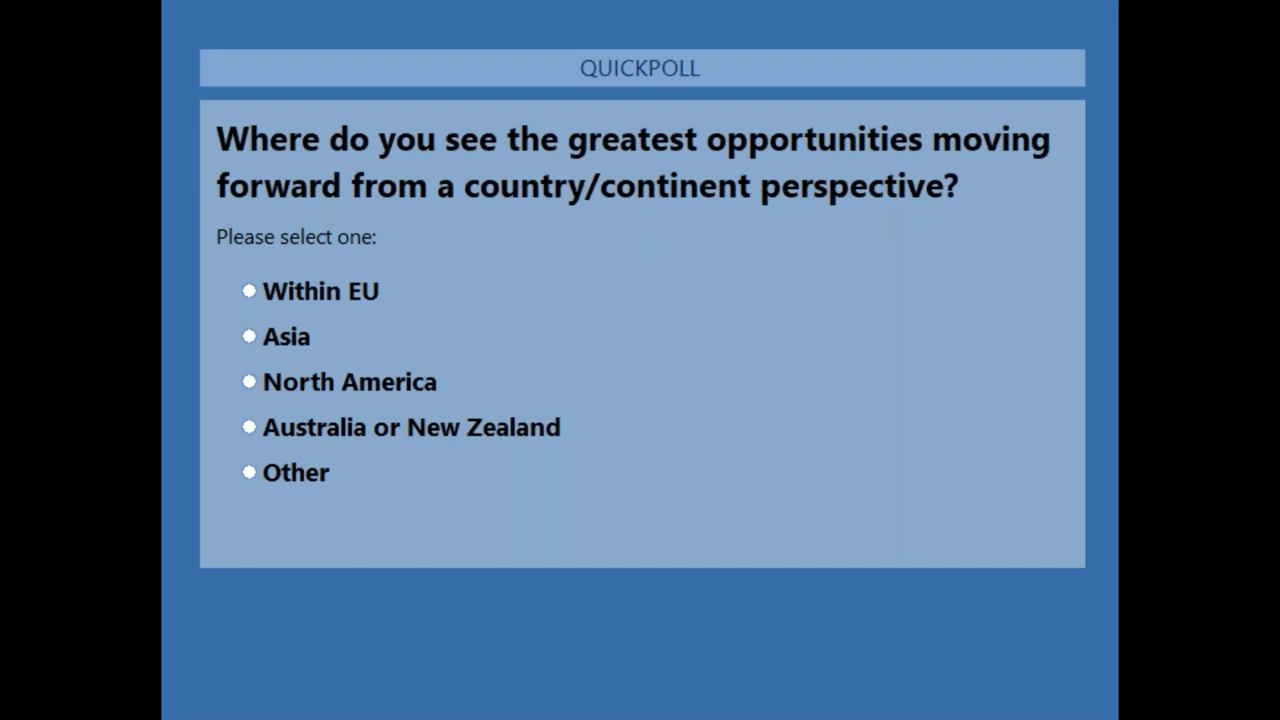 QUICKPOLL
Where do you see the greatest opportunities moving
forward from a country/continent perspective?
Please select one:
Within EU
Asia
North America
Australia or New Zealand
Other